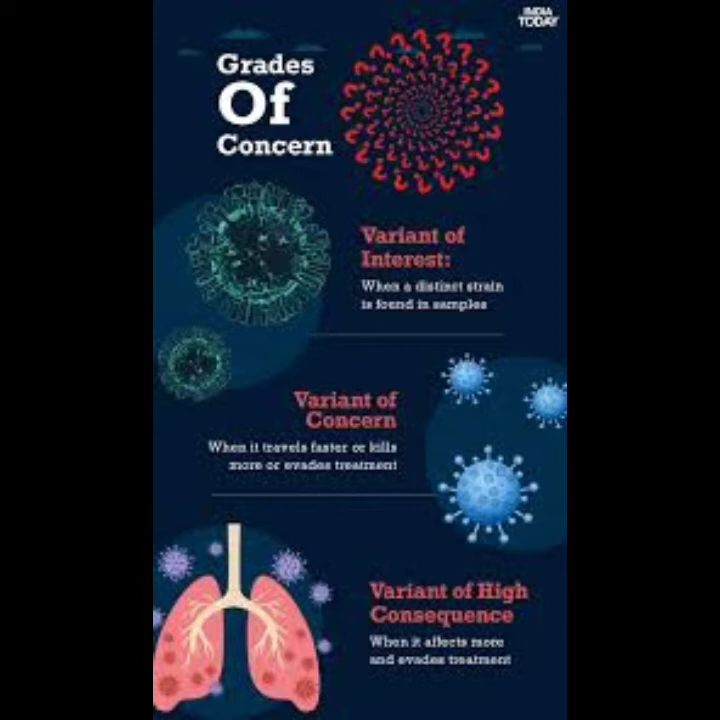 INDIA
TODAY
Grades
Of
Concern
Variant of
Interest:
When a distinct strain
is found in samples
Variant of
Concern
When it travels faster or kills
more or evades treatment
Variant of High
Consequence
When it affects more
and evades treatment